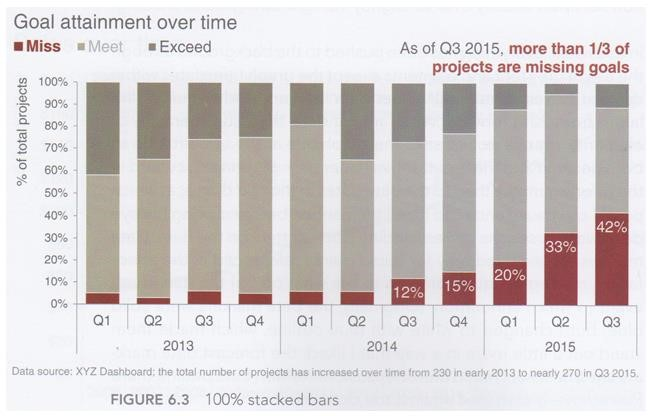 Goal attainment over time
Miss | Meet | Exceed
As of Q3 2015, more than 1/3 of
projects are missing goals
% of total projects
100%
90%
80%
70%
60%
50%
40%
30%
20%
10%
0%
12%
15%
20%
33%
42%
Q1 Q2 Q3 Q4 Q1 Q2 Q3 Q4 Q1 Q2 Q3
2013 2014 2015
Data source: XYZ Dashboard; the total number of projects has increased over time from 230 in early 2013 to nearly 270 in Q3 2015.
FIGURE 6.3 100% stacked bars